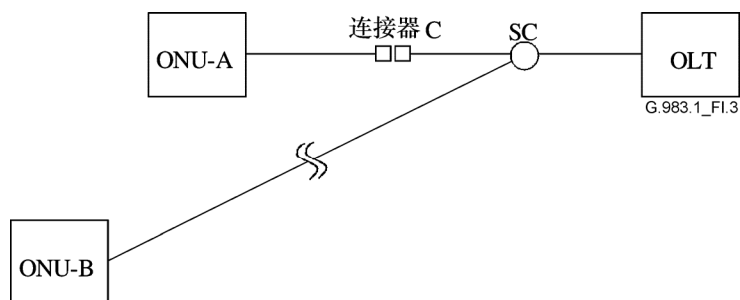 连接器 C
SC
ONU-A
OLT
G.983.1_FI.3
ONU-B